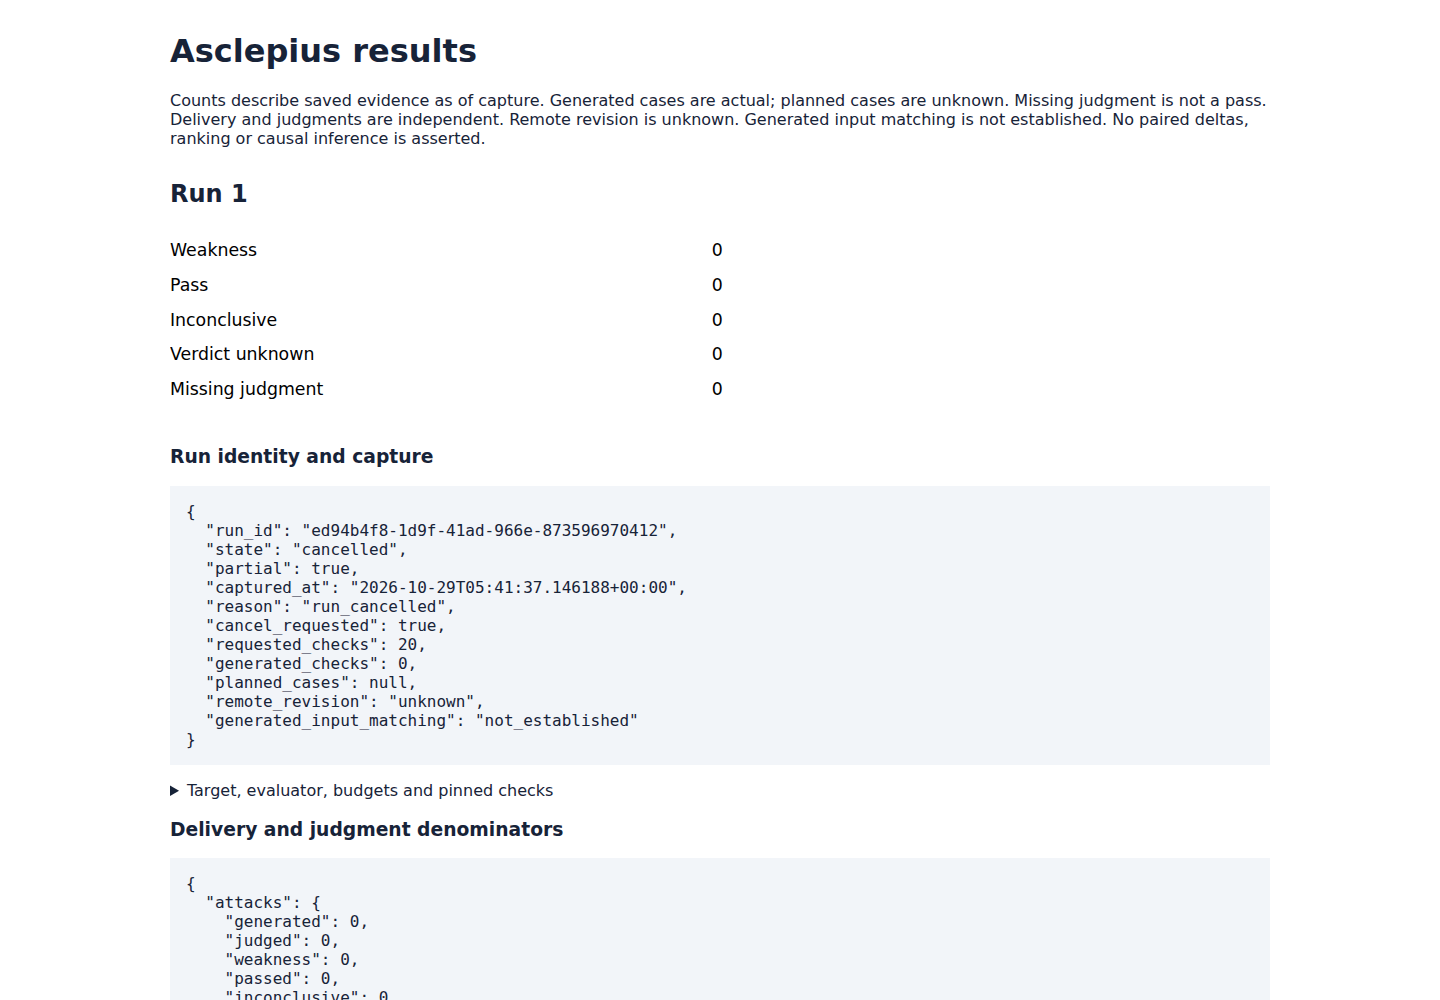 Asclepius results
Counts describe saved evidence as of capture. Generated cases are actual; planned cases are unknown. Missing judgment is not a pass.
Delivery and judgments are independent. Remote revision is unknown. Generated input matching is not established. No paired deltas,
ranking or causal inference is asserted.
Run 1
Weakness 0
Pass 0
Inconclusive 0
Verdict unknown 0
Missing judgment 0
Run identity and capture
{
  "run_id": "ed94b4f8-1d9f-41ad-966e-873596970412",
  "state": "cancelled",
  "partial": true,
  "captured_at": "2026-10-29T05:41:37.146188+00:00",
  "reason": "run_cancelled",
  "cancel_requested": true,
  "requested_checks": 20,
  "generated_checks": 0,
  "planned_cases": null,
  "remote_revision": "unknown",
  "generated_input_matching": "not_established"
}
Target, evaluator, budgets and pinned checks
Delivery and judgment denominators
{
  "attacks": {
    "generated": 0,
    "judged": 0,
    "weakness": 0,
    "passed": 0,
    "inconclusive": 0